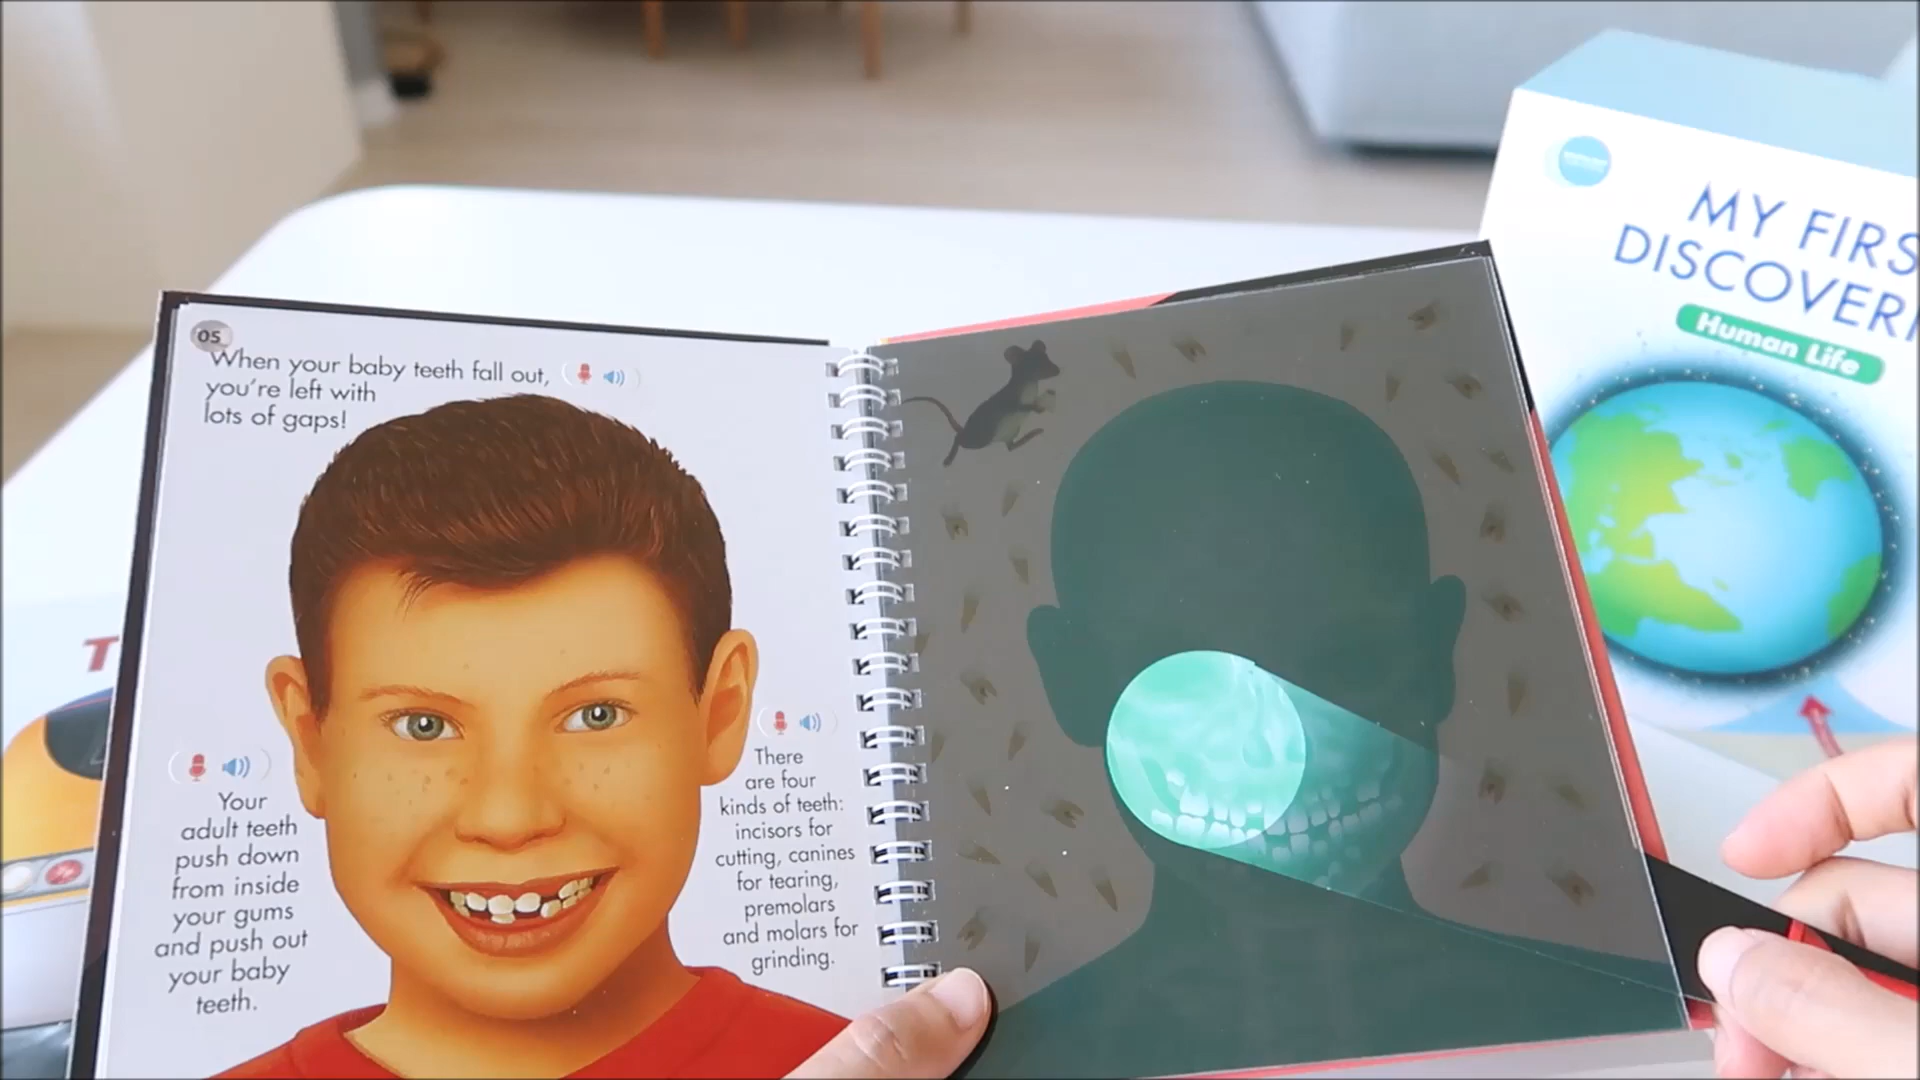 05
When your baby teeth fall out,
you're left with
lots of gaps!
Your
adult teeth
push down
from inside
your gums
and push out
your baby
teeth.
There
are four
kinds of teeth:
incisors for
cutting, canines
for tearing,
premolars
and molars for
grinding.
MY FIRS
DISCOVERI
Human Life
T